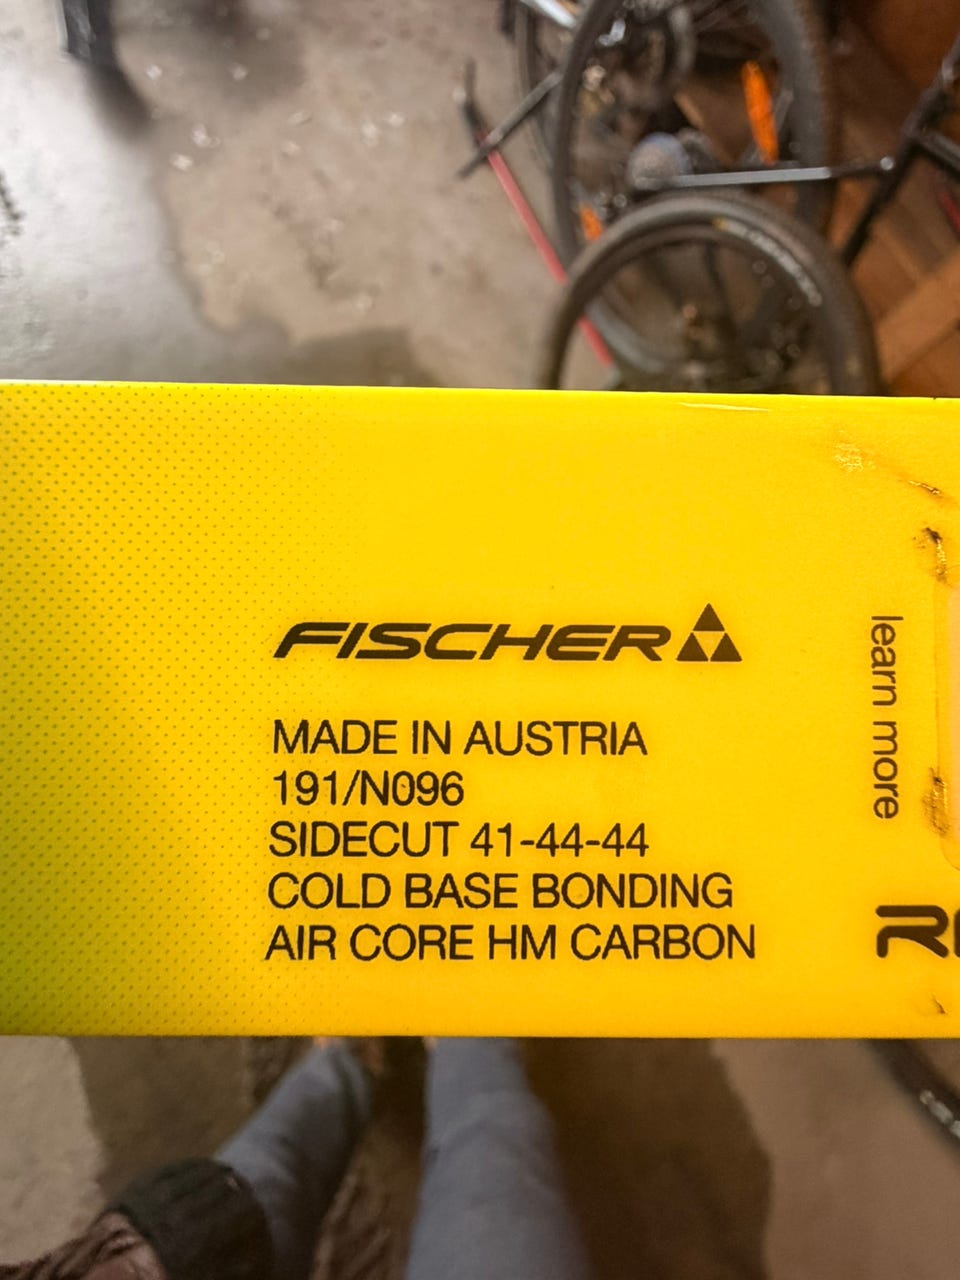 FISCHER
MADE IN AUSTRIA
191/N096
SIDECUT 41-44-44
COLD BASE BONDING
AIR CORE HM CARBON
learn more